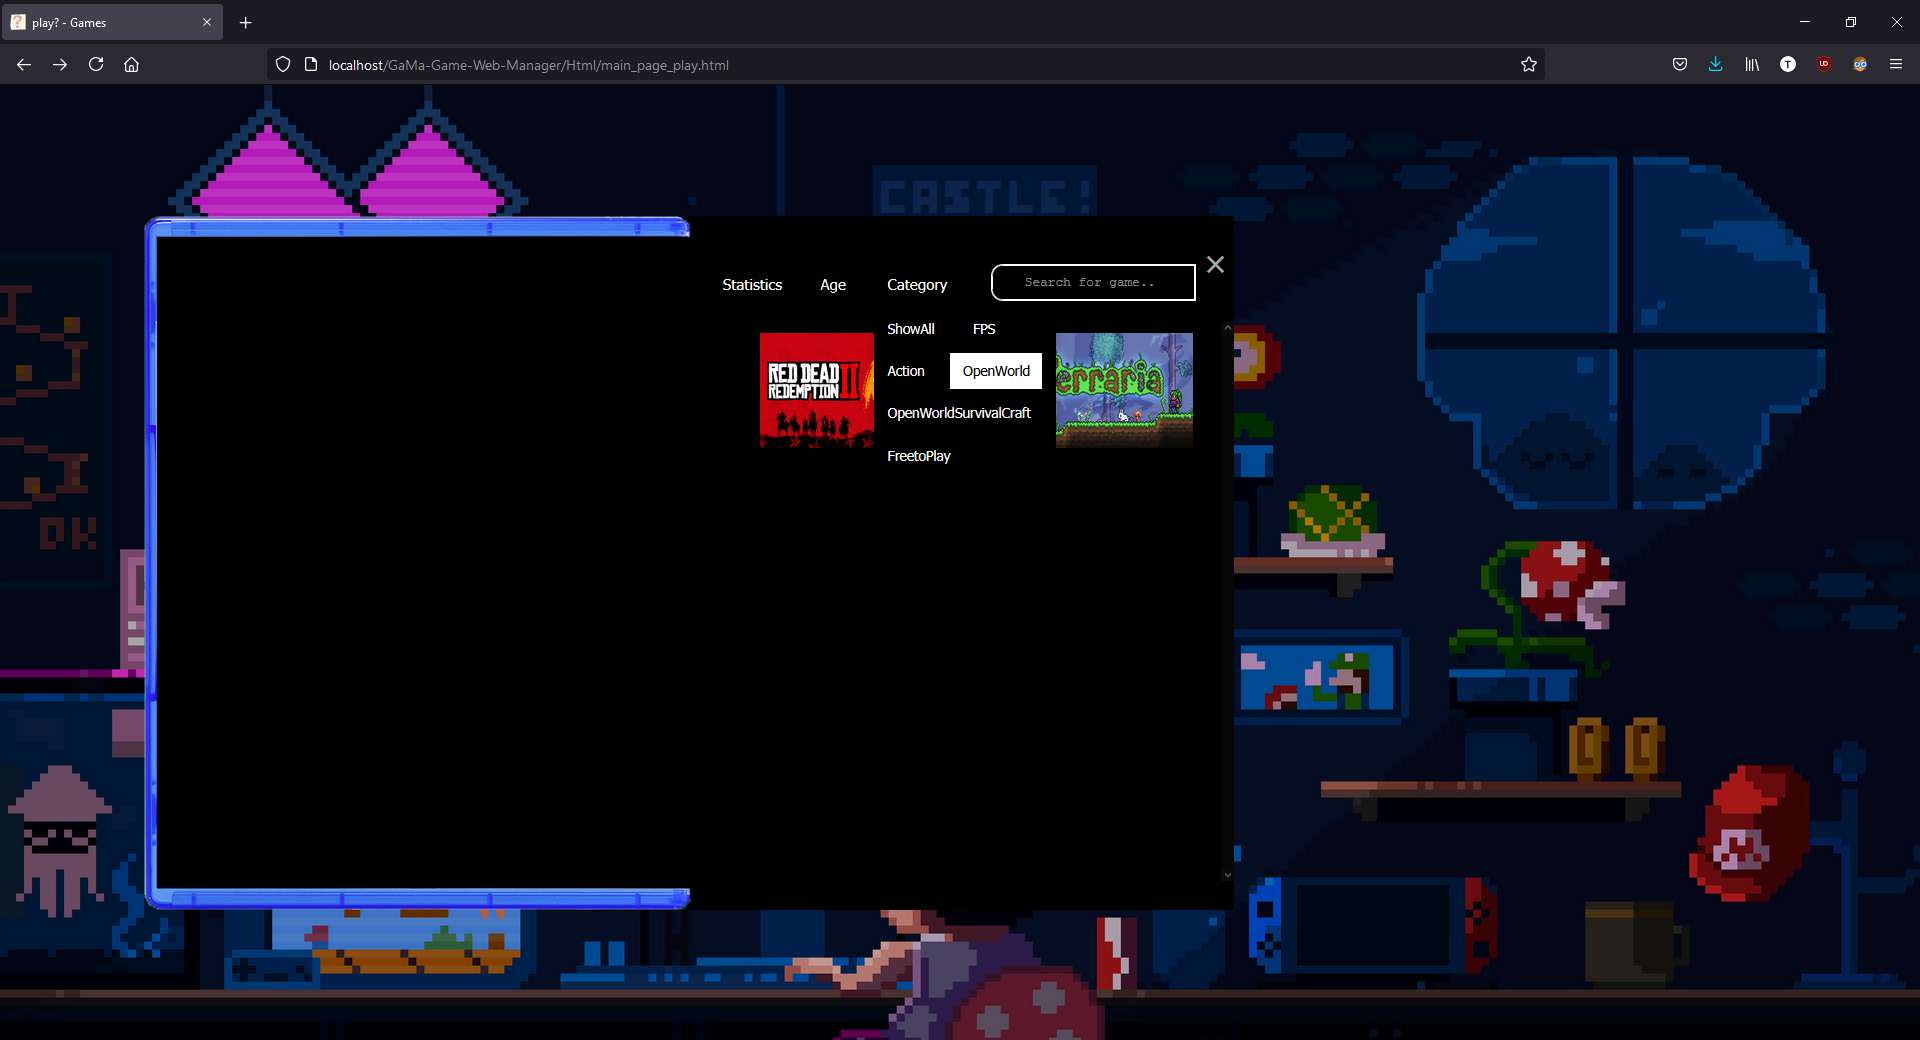 play? - Games
localhost/GaMa-Game-Web-Manager/Html/main_page_play.html
CASTLE!
Statistics Age Category Search for game..
ShowAll FPS
RED DEAD
REDEMPTION II
Action OpenWorld
erraria
OpenWorldSurvivalCraft
FreetoPlay
OK